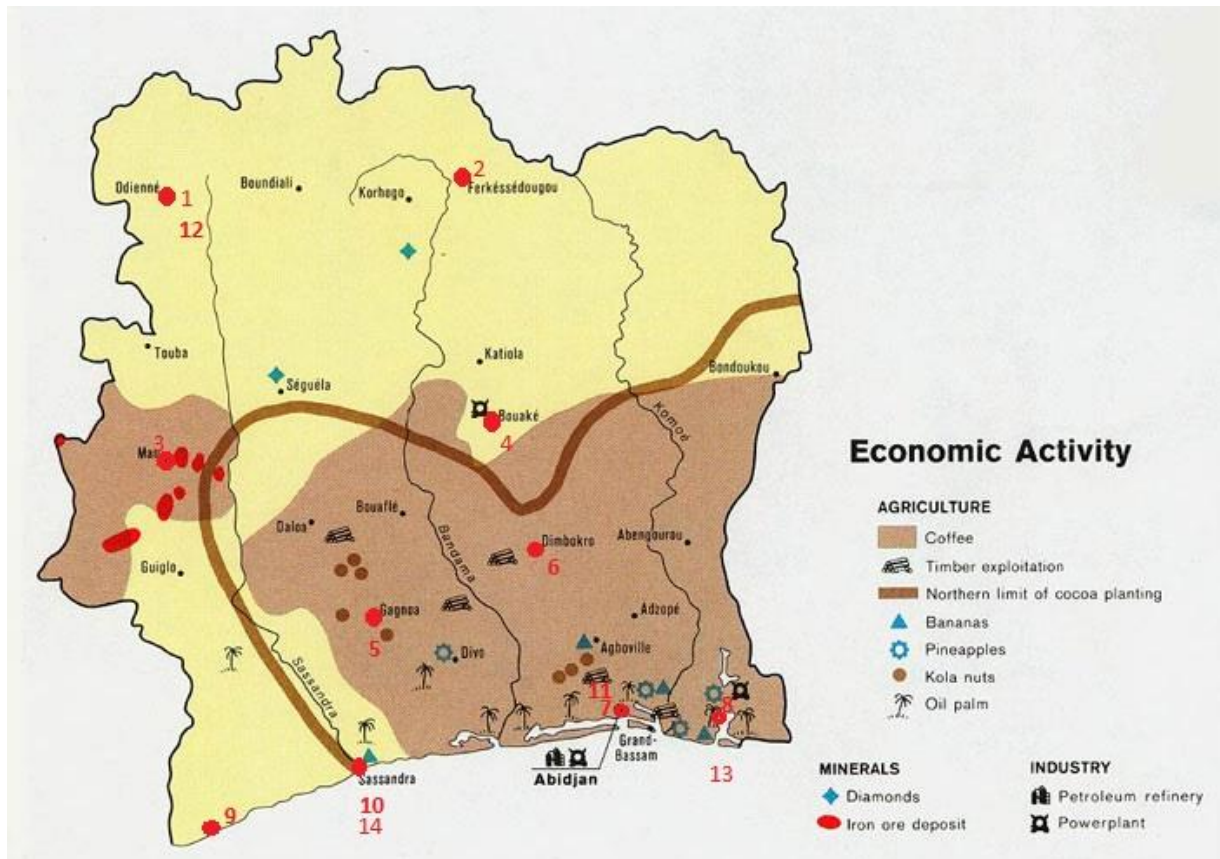 Odienné
1
12
Boundiali
Korhogo
2
Ferkéssédougou
Touba
Katiola
Séguéla
Bondoukou
Bouaké
4
Komoé
3
Economic Activity
AGRICULTURE
Coffee
Timber exploitation
Northern limit of cocoa planting
Bananas
Pineapples
Kola nuts
Oil palm
Bouaflé
Daloa
Bandama
Dimbokro
6
Abengourou
Guiglo
Gagnoa
5
Adzopé
Divo
Agboville
Sassandra
11
7
8
Grand-
Bassam
Abidjan
13
Sassandra
10
14
9
MINERALS
Diamonds
Iron ore deposit
INDUSTRY
Petroleum refinery
Powerplant